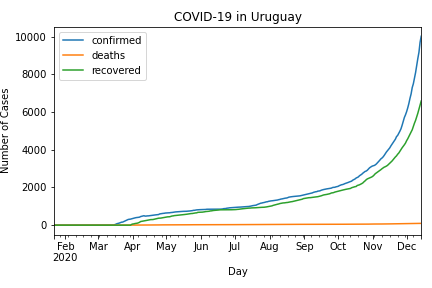 COVID-19 in Uruguay
confirmed
deaths
recovered
Number of Cases
10000
8000
6000
4000
2000
0
Feb Mar Apr May Jun Jul Aug Sep Oct Nov Dec
2020
Day